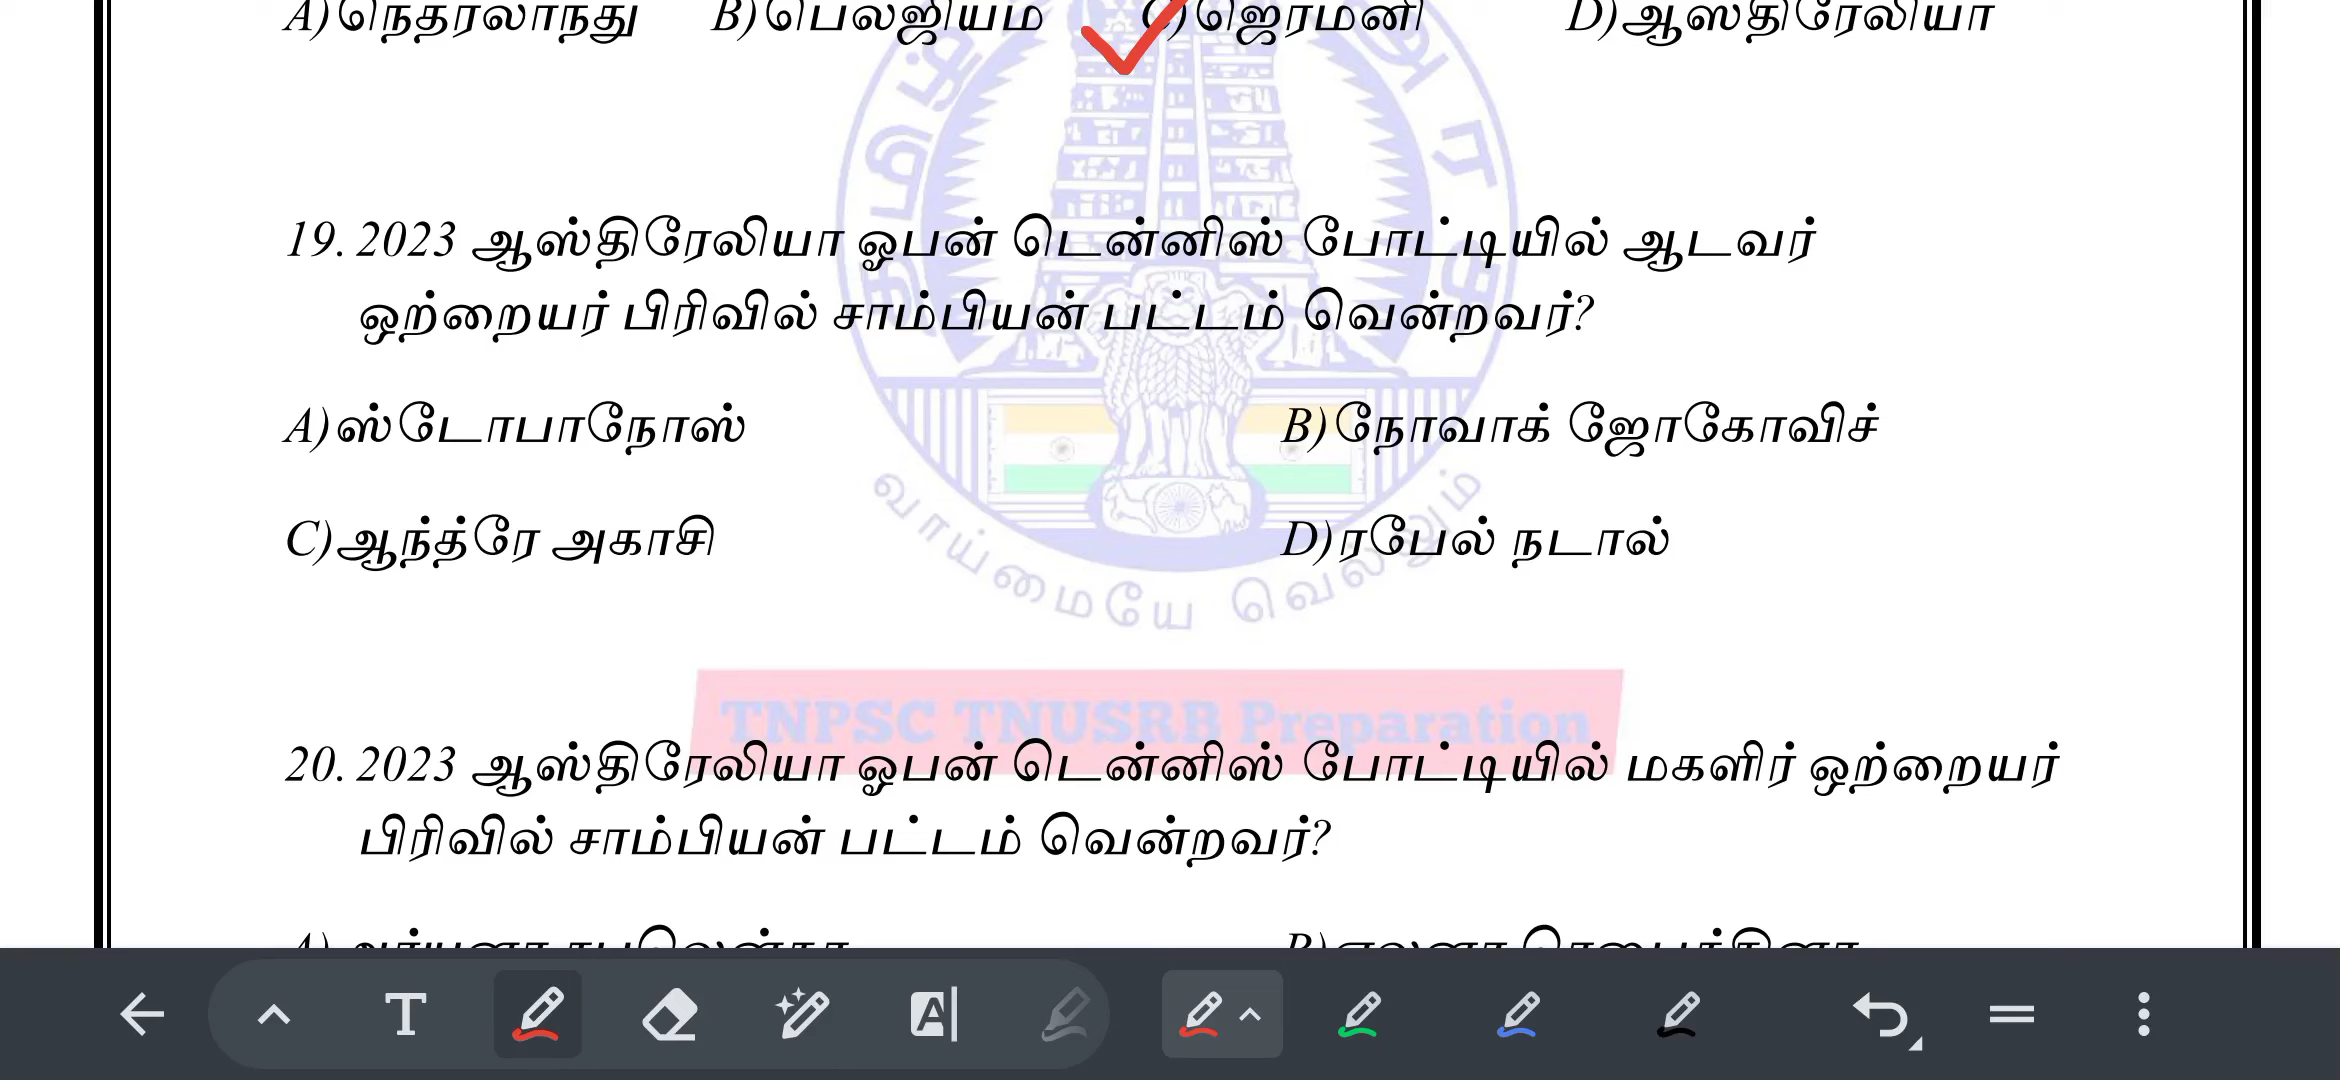 A)நெதர்லாந்து B)பெல்ஜியம் C)ஜெர்மனி D)ஆஸ்திரேலியா
19. 2023 ஆஸ்திரேலியா ஓபன் டென்னிஸ் போட்டியில் ஆடவர்
ஒற்றையர் பிரிவில் சாம்பியன் பட்டம் வென்றவர்?
A)ஸ்டோபாநோஸ் B)நோவாக் ஜோகோவிச்
C)ஆந்த்ரே அகாசி D)ரபேல் நடால்
வாய்மையே வெல்லும்
TNPSC TNUSRB Preparation
20. 2023 ஆஸ்திரேலியா ஓபன் டென்னிஸ் போட்டியில் மகளிர் ஒற்றையர்
பிரிவில் சாம்பியன் பட்டம் வென்றவர்?